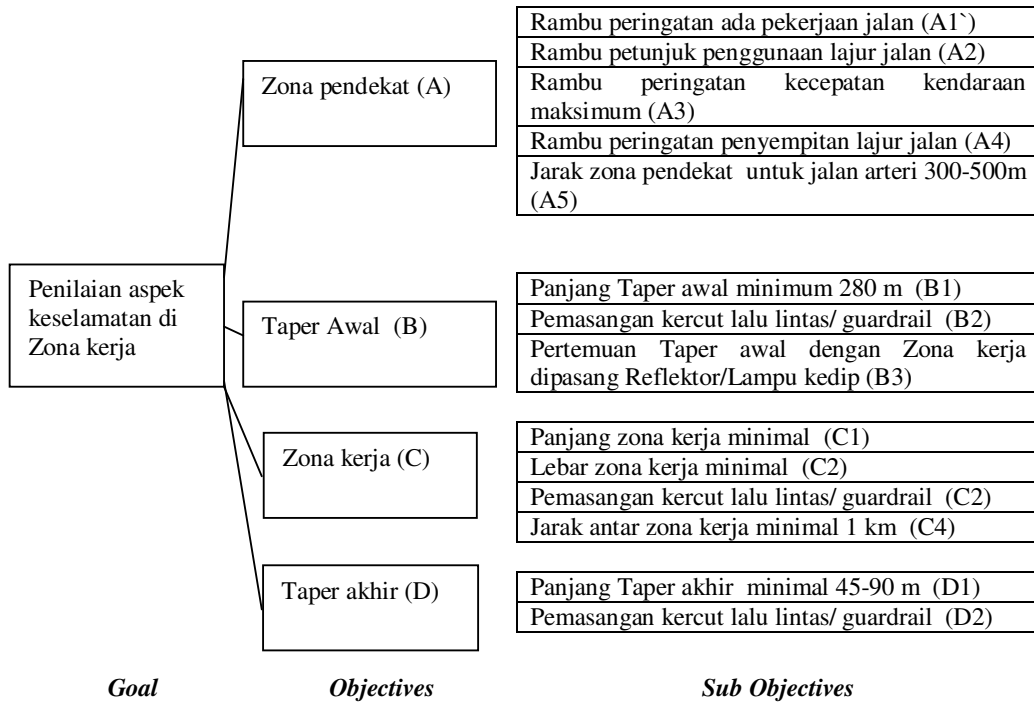 Rambu peringatan ada pekerjaan jalan (A1`)
Rambu petunjuk penggunaan lajur jalan (A2)
Rambu peringatan kecepatan kendaraan
maksimum (A3)
Rambu peringatan penyempitan lajur jalan (A4)
Jarak zona pendekat untuk jalan arteri 300-500m
(A5)
Zona pendekat (A)
Penilaian aspek
keselamatan di
Zona kerja
Taper Awal (B)
Panjang Taper awal minimum 280 m (B1)
Pemasangan kercut lalu lintas/ guardrail (B2)
Pertemuan Taper awal dengan Zona kerja
dipasang Reflektor/Lampu kedip (B3)
Zona kerja (C)
Panjang zona kerja minimal (C1)
Lebar zona kerja minimal (C2)
Pemasangan kercut lalu lintas/ guardrail (C2)
Jarak antar zona kerja minimal 1 km (C4)
Taper akhir (D)
Panjang Taper akhir minimal 45-90 m (D1)
Pemasangan kercut lalu lintas/ guardrail (D2)
Goal Objectives Sub Objectives